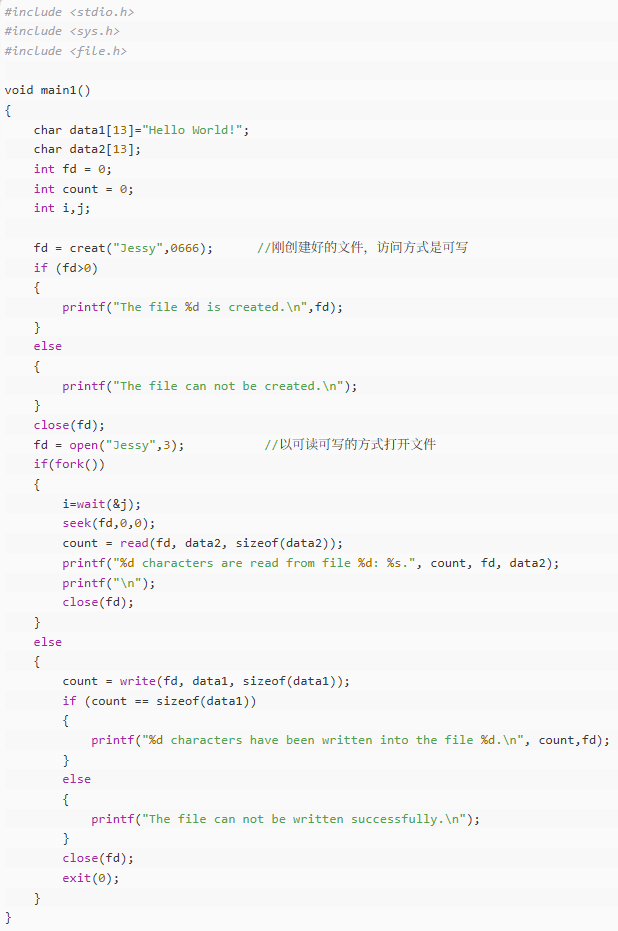 #include <stdio.h>
#include <sys.h>
#include <file.h>
void main1()
{
char data1[13]="Hello World!";
char data2[13];
int fd = 0;
int count = 0;
int i,j;
fd = creat("Jessy",0666); //刚创建好的文件，访问方式是可写
if (fd>0)
{
printf("The file %d is created.\n",fd);
}
else
{
printf("The file can not be created.\n");
}
close(fd);
fd = open("Jessy",3); //以可读可写的方式打开文件
if(fork())
{
i=wait(&j);
seek(fd,0,0);
count = read(fd, data2, sizeof(data2));
printf("%d characters are read from file %d: %s.", count, fd, data2);
printf("\n");
close(fd);
}
else
{
count = write(fd, data1, sizeof(data1));
if (count == sizeof(data1))
{
printf("%d characters have been written into the file %d.\n", count,fd);
}
else
{
printf("The file can not be written successfully.\n");
}
close(fd);
exit(0);
}
}